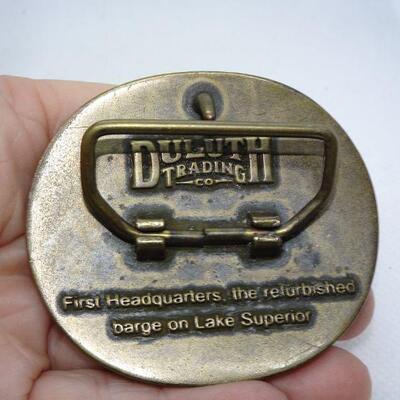 DULUTH
TRADING
CO
First Headquarters, the refurbished
barge on Lake Superior